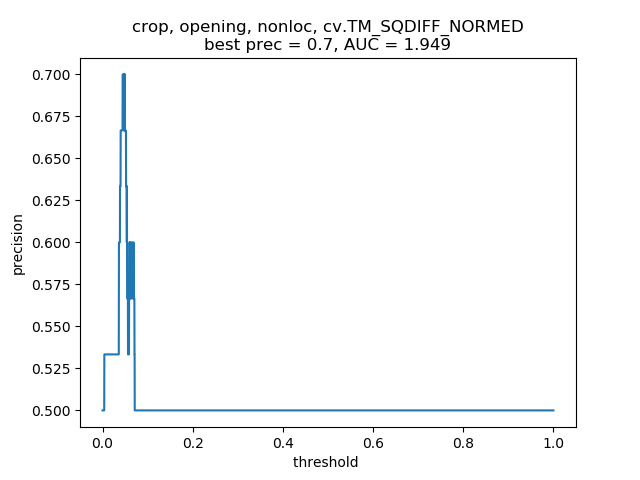 crop, opening, nonloc, cv.TM_SQDIFF_NORMED
best prec = 0.7, AUC = 1.949
precision
0.700
0.675
0.650
0.625
0.600
0.575
0.550
0.525
0.500
0.0 0.2 0.4 0.6 0.8 1.0
threshold